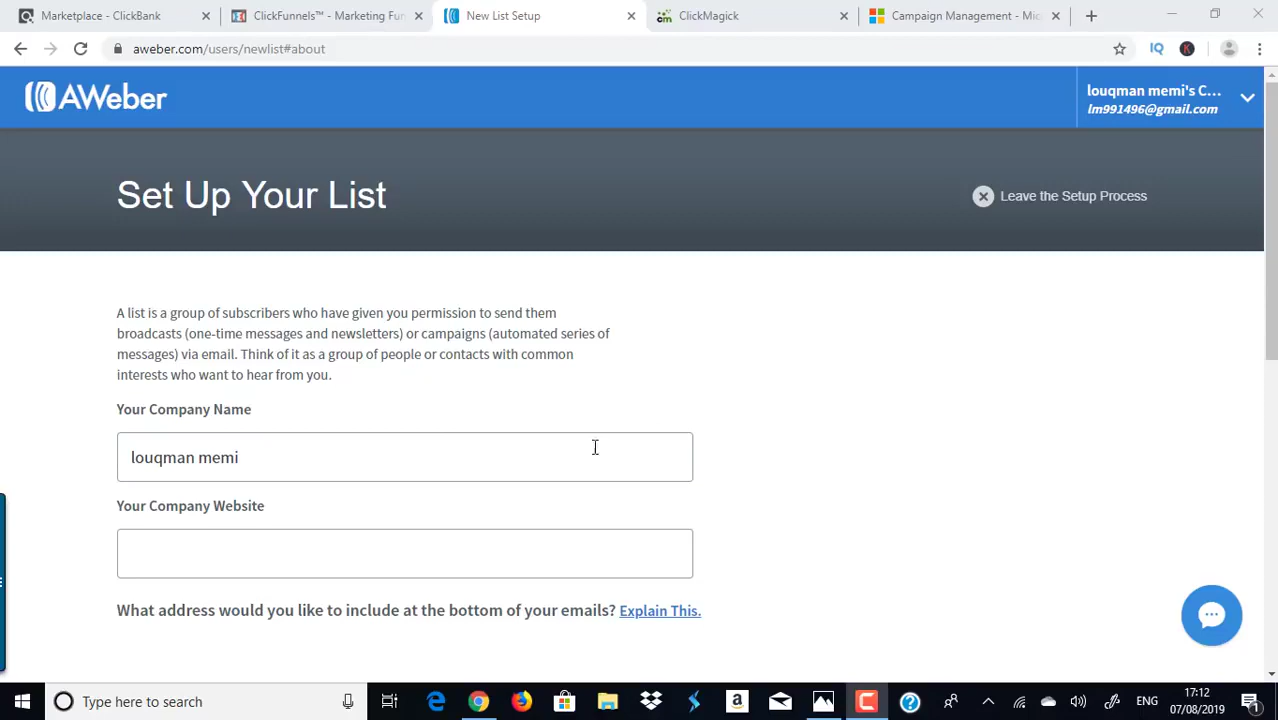 Marketplace - ClickBank
ClickFunnels™ - Marketing Fun
New List Setup
ClickMagick
Campaign Management - Mic
aweber.com/users/newlist#about
IQ
K
AWeber
louqman memi's C...
lm991496@gmail.com
Set Up Your List
Leave the Setup Process
A list is a group of subscribers who have given you permission to send them
broadcasts (one-time messages and newsletters) or campaigns (automated series of
messages) via email. Think of it as a group of people or contacts with common
interests who want to hear from you.
Your Company Name
louqman memi
Your Company Website
What address would you like to include at the bottom of your emails? Explain This.
Type here to search
ENG
17:12
07/08/2019
1